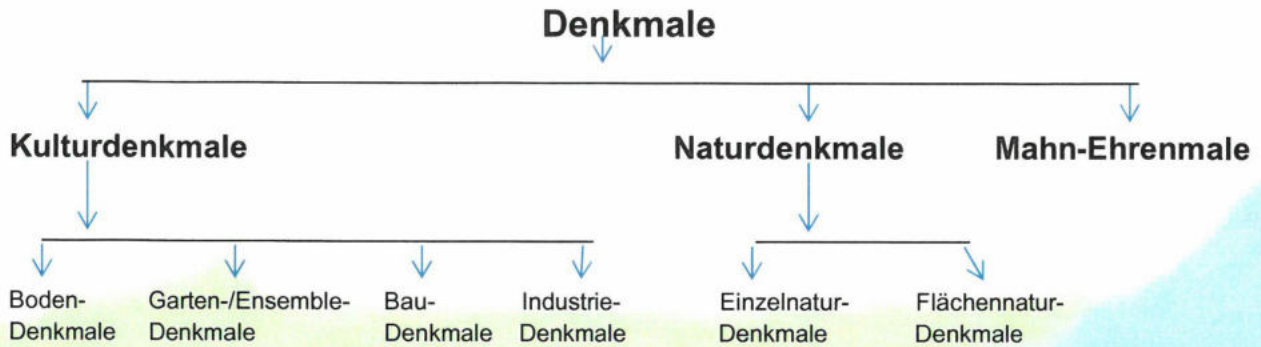 Denkmale
Kulturdenkmale Naturdenkmale Mahn-Ehrenmale
Boden- Garten-/Ensemble- Bau- Industrie- Einzelnatur- Flächennatur-
Denkmale Denkmale Denkmale Denkmale Denkmale Denkmale